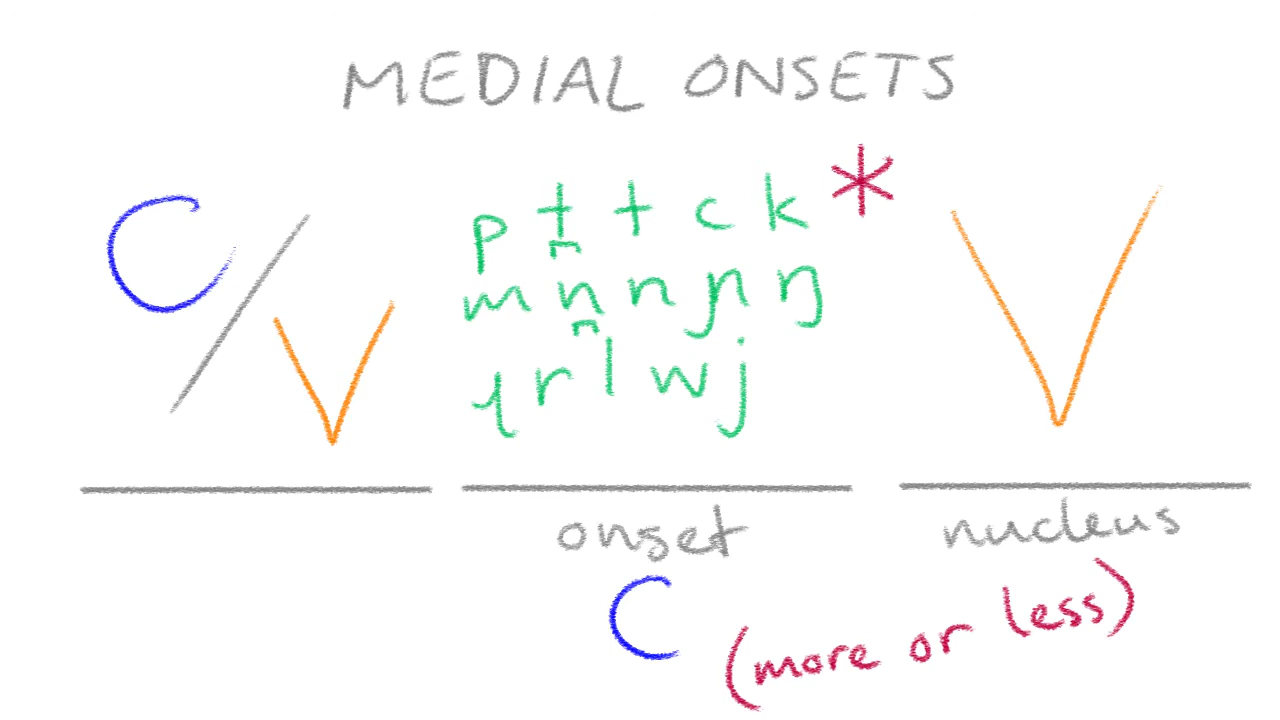 MEDIAL ONSETS
C/V
p t̪ t c k *
m n̪ n ɲ ŋ
ɻ r l w j
V
onset
nucleus
C (more or less)